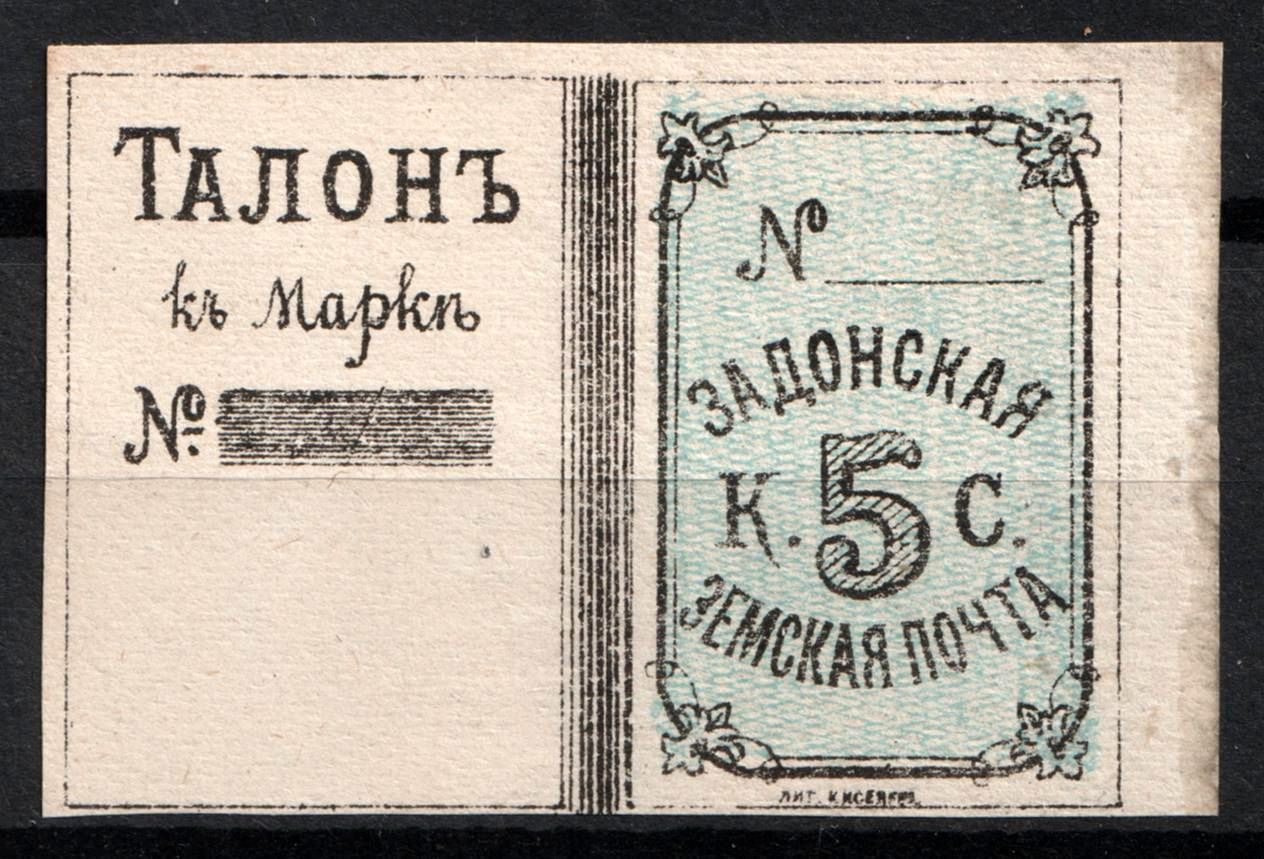 Талонъ
къ Маркѣ
№
№
ЗАДОНСКАЯ
К. 5 С.
ЗЕМСКАЯ ПОЧТА
ЛИТ. КИСЕЛЕВА